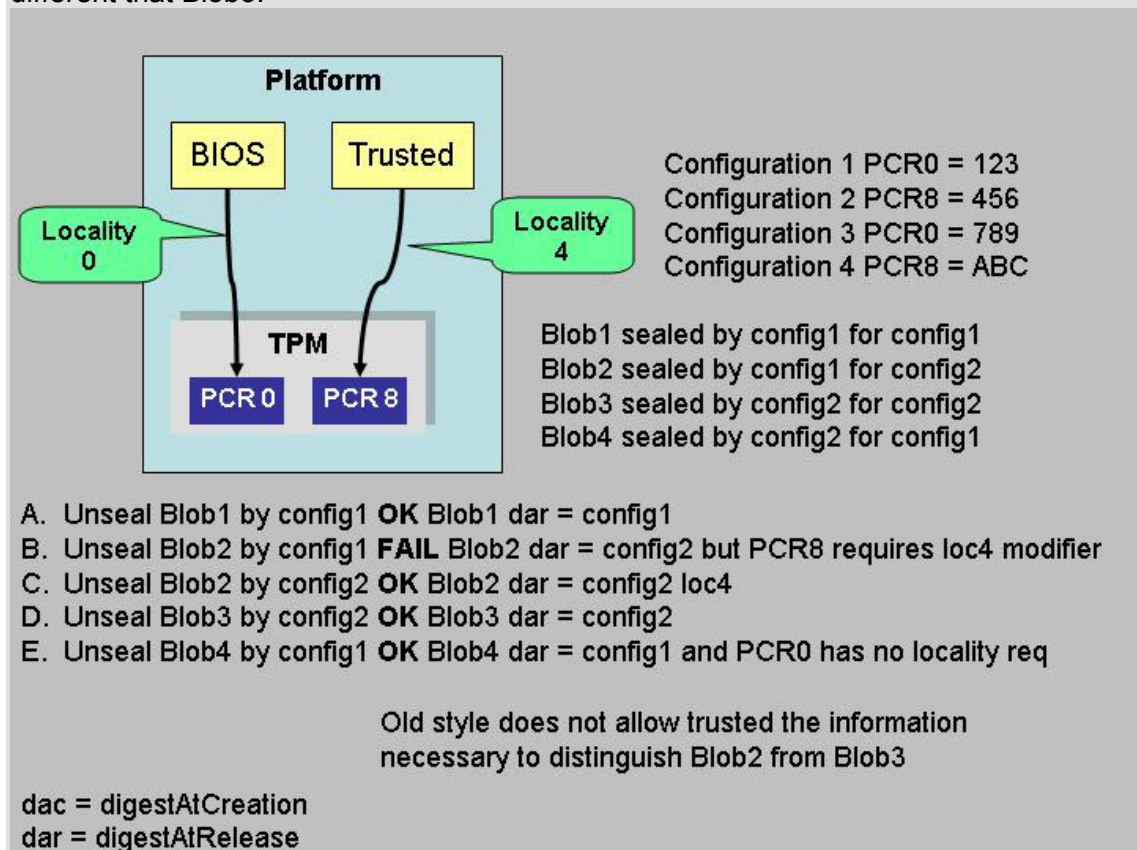 different that Blob3.
Platform
BIOS
Trusted
Locality
0
Locality
4
TPM
PCR 0
PCR 8
Configuration 1 PCR0 = 123
Configuration 2 PCR8 = 456
Configuration 3 PCR0 = 789
Configuration 4 PCR8 = ABC
Blob1 sealed by config1 for config1
Blob2 sealed by config1 for config2
Blob3 sealed by config2 for config2
Blob4 sealed by config2 for config1
A. Unseal Blob1 by config1 OK Blob1 dar = config1
B. Unseal Blob2 by config1 FAIL Blob2 dar = config2 but PCR8 requires loc4 modifier
C. Unseal Blob2 by config2 OK Blob2 dar = config2 loc4
D. Unseal Blob3 by config2 OK Blob3 dar = config2
E. Unseal Blob4 by config1 OK Blob4 dar = config1 and PCR0 has no locality req
Old style does not allow trusted the information
necessary to distinguish Blob2 from Blob3
dac = digestAtCreation
dar = digestAtRelease